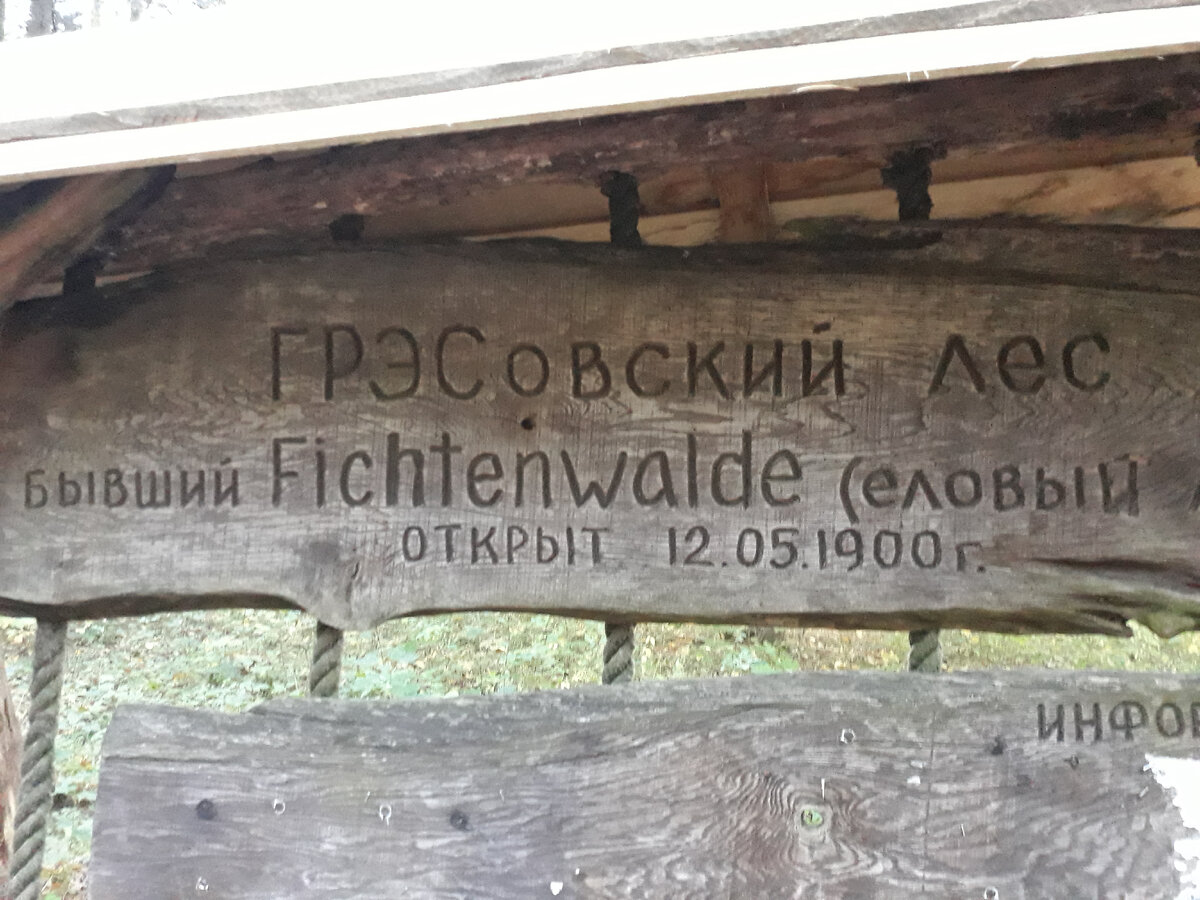 ГРЭСовский лес
бывший Fichtenwalde (еловый
открыт 12.05.1900г.